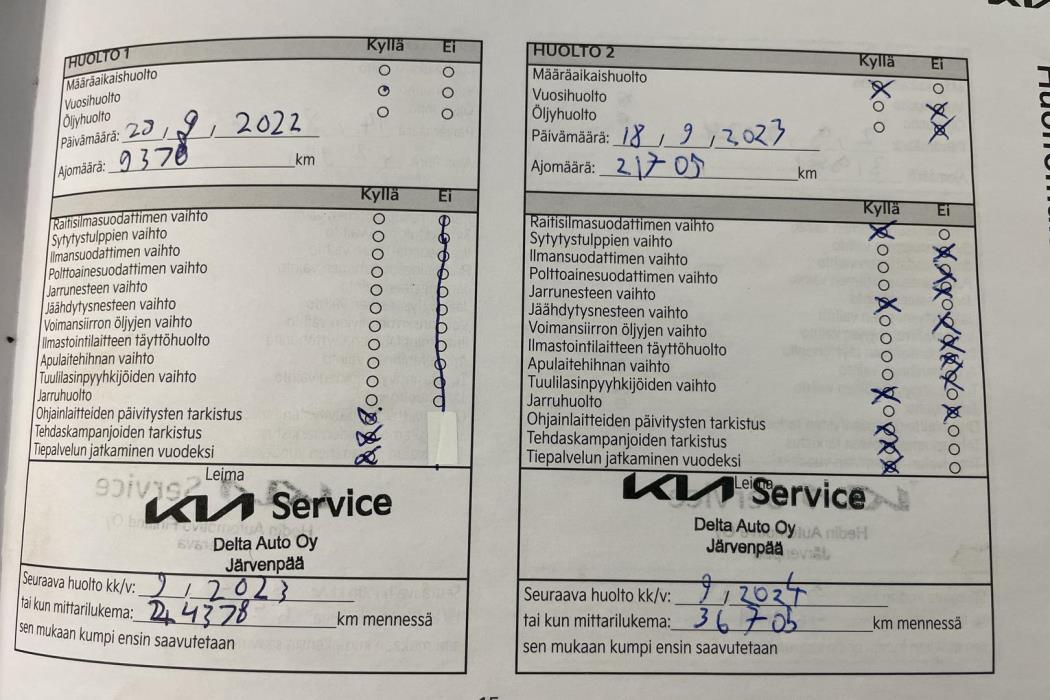 HUOLTO 1 Kyllä Ei
Määräaikaishuolto
Vuosihuolto
Öljyhuolto
Päivämäärä: 20, 9, 2022
Ajomäärä: 9378 km
Kyllä Ei
Raitisilmasuodattimen vaihto
Sytytystulppien vaihto
Ilmansuodattimen vaihto
Polttoainesuodattimen vaihto
Jarrunesteen vaihto
Jäähdytysnesteen vaihto
Voimansiirron öljyjen vaihto
Ilmastointilaitteen täyttöhuolto
Apulaitehihnan vaihto
Tuulilasinpyyhkijöiden vaihto
Jarruhuolto
Ohjainlaitteiden päivitysten tarkistus
Tehdaskampanjoiden tarkistus
Tiepalvelun jatkaminen vuodeksi
Leima
KIA Service
Delta Auto Oy
Järvenpää
Seuraava huolto kk/v: 9, 2023
tai kun mittarilukema: 24378 km mennessä
sen mukaan kumpi ensin saavutetaan
HUOLTO 2 Kyllä Ei
Määräaikaishuolto
Vuosihuolto
Öljyhuolto
Päivämäärä: 18, 9, 2023
Ajomäärä: 21705 km
Kyllä Ei
Raitisilmasuodattimen vaihto
Sytytystulppien vaihto
Ilmansuodattimen vaihto
Polttoainesuodattimen vaihto
Jarrunesteen vaihto
Jäähdytysnesteen vaihto
Voimansiirron öljyjen vaihto
Ilmastointilaitteen täyttöhuolto
Apulaitehihnan vaihto
Tuulilasinpyyhkijöiden vaihto
Jarruhuolto
Ohjainlaitteiden päivitysten tarkistus
Tehdaskampanjoiden tarkistus
Tiepalvelun jatkaminen vuodeksi
Leima
KIA Service
Delta Auto Oy
Järvenpää
Seuraava huolto kk/v: 9, 2024
tai kun mittarilukema: 36705 km mennessä
sen mukaan kumpi ensin saavutetaan